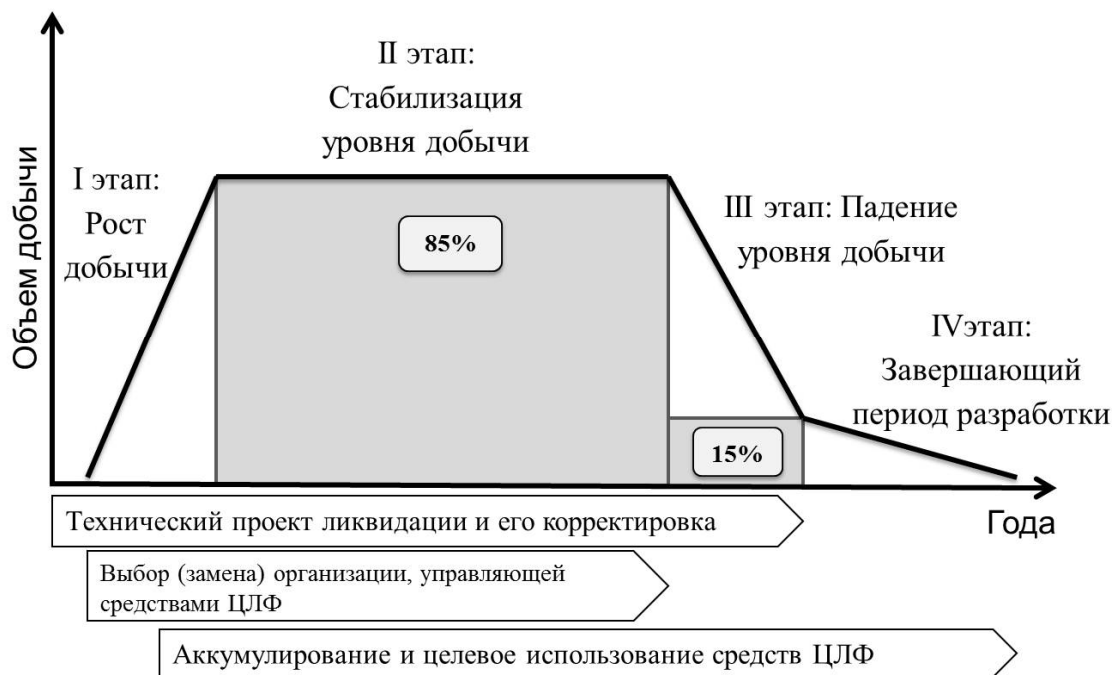 II этап:
Стабилизация
уровня добычи
I этап:
Рост
добычи
85%
III этап: Падение
уровня добычи
IVэтап:
Завершающий
период разработки
15%
Объем добычи
Года
Технический проект ликвидации и его корректировка
Выбор (замена) организации, управляющей
средствами ЦЛФ
Аккумулирование и целевое использование средств ЦЛФ